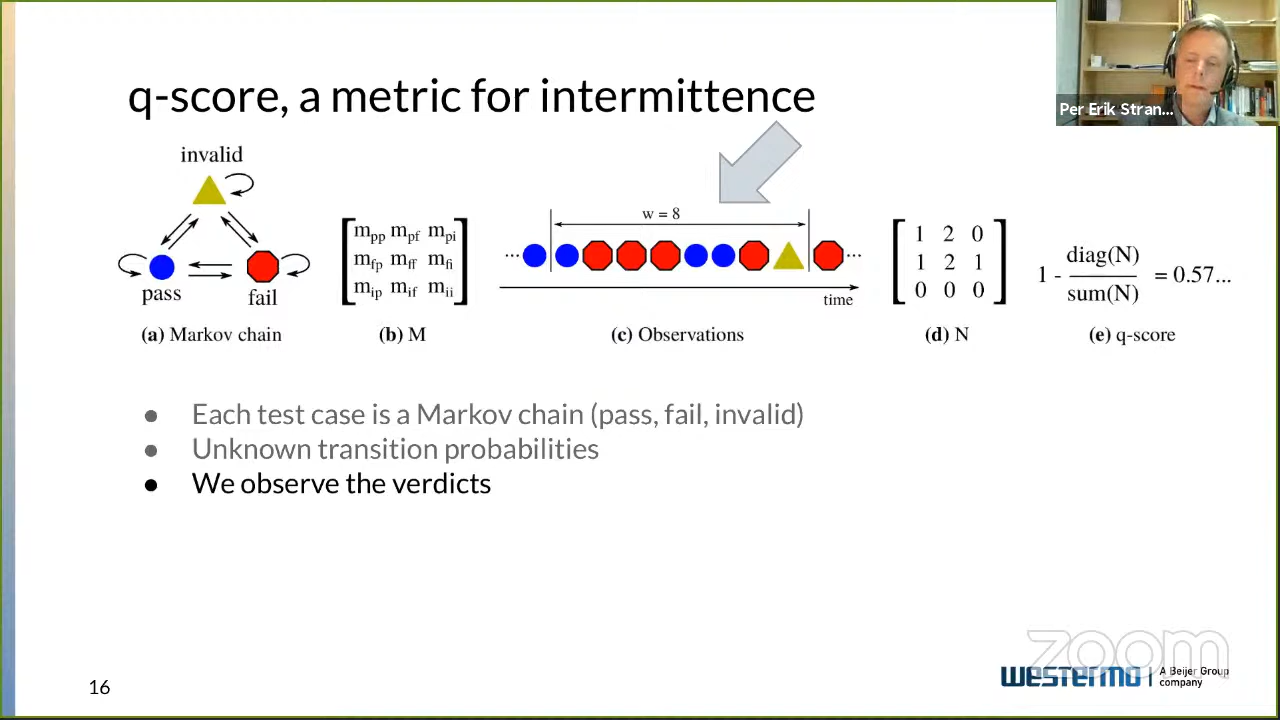 q-score, a metric for intermittence
Per Erik Stran...
invalid
pass
fail
(a) Markov chain
m_pp m_pf m_pi
m_fp m_ff m_fi
m_ip m_if m_ii
(b) M
w = 8
... ...
time
(c) Observations
1 2 0
1 2 1
0 0 0
(d) N
1 - diag(N) / sum(N) = 0.57...
(e) q-score
● Each test case is a Markov chain (pass, fail, invalid)
● Unknown transition probabilities
● We observe the verdicts
zoom
16
westermo | A Beijer Group
company